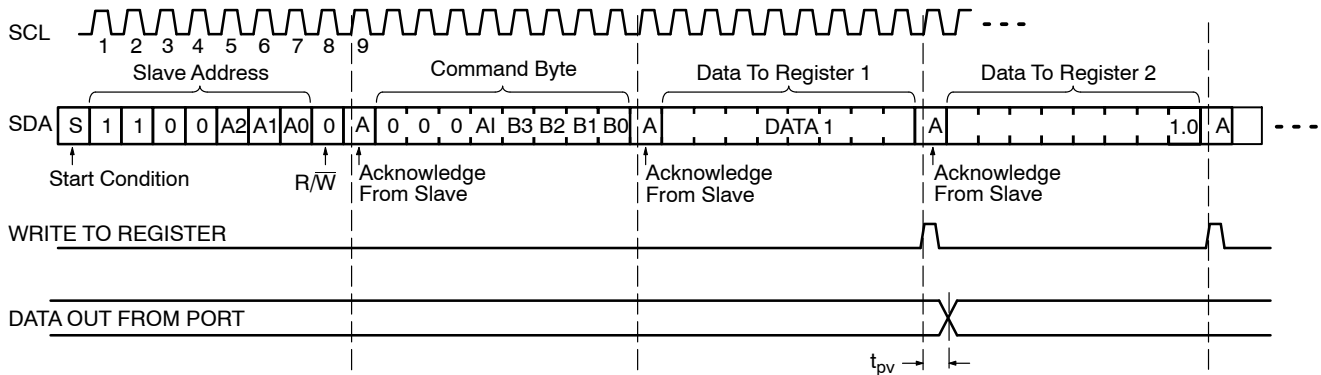 SCL
1 2 3 4 5 6 7 8 9
Slave Address Command Byte Data To Register 1 Data To Register 2
SDA S 1 1 0 0 A2 A1 A0 0 A 0 0 0 AI B3 B2 B1 B0 A DATA 1 A 1.0 A
Start Condition R/W̅ Acknowledge From Slave Acknowledge From Slave Acknowledge From Slave
WRITE TO REGISTER
DATA OUT FROM PORT
tpv